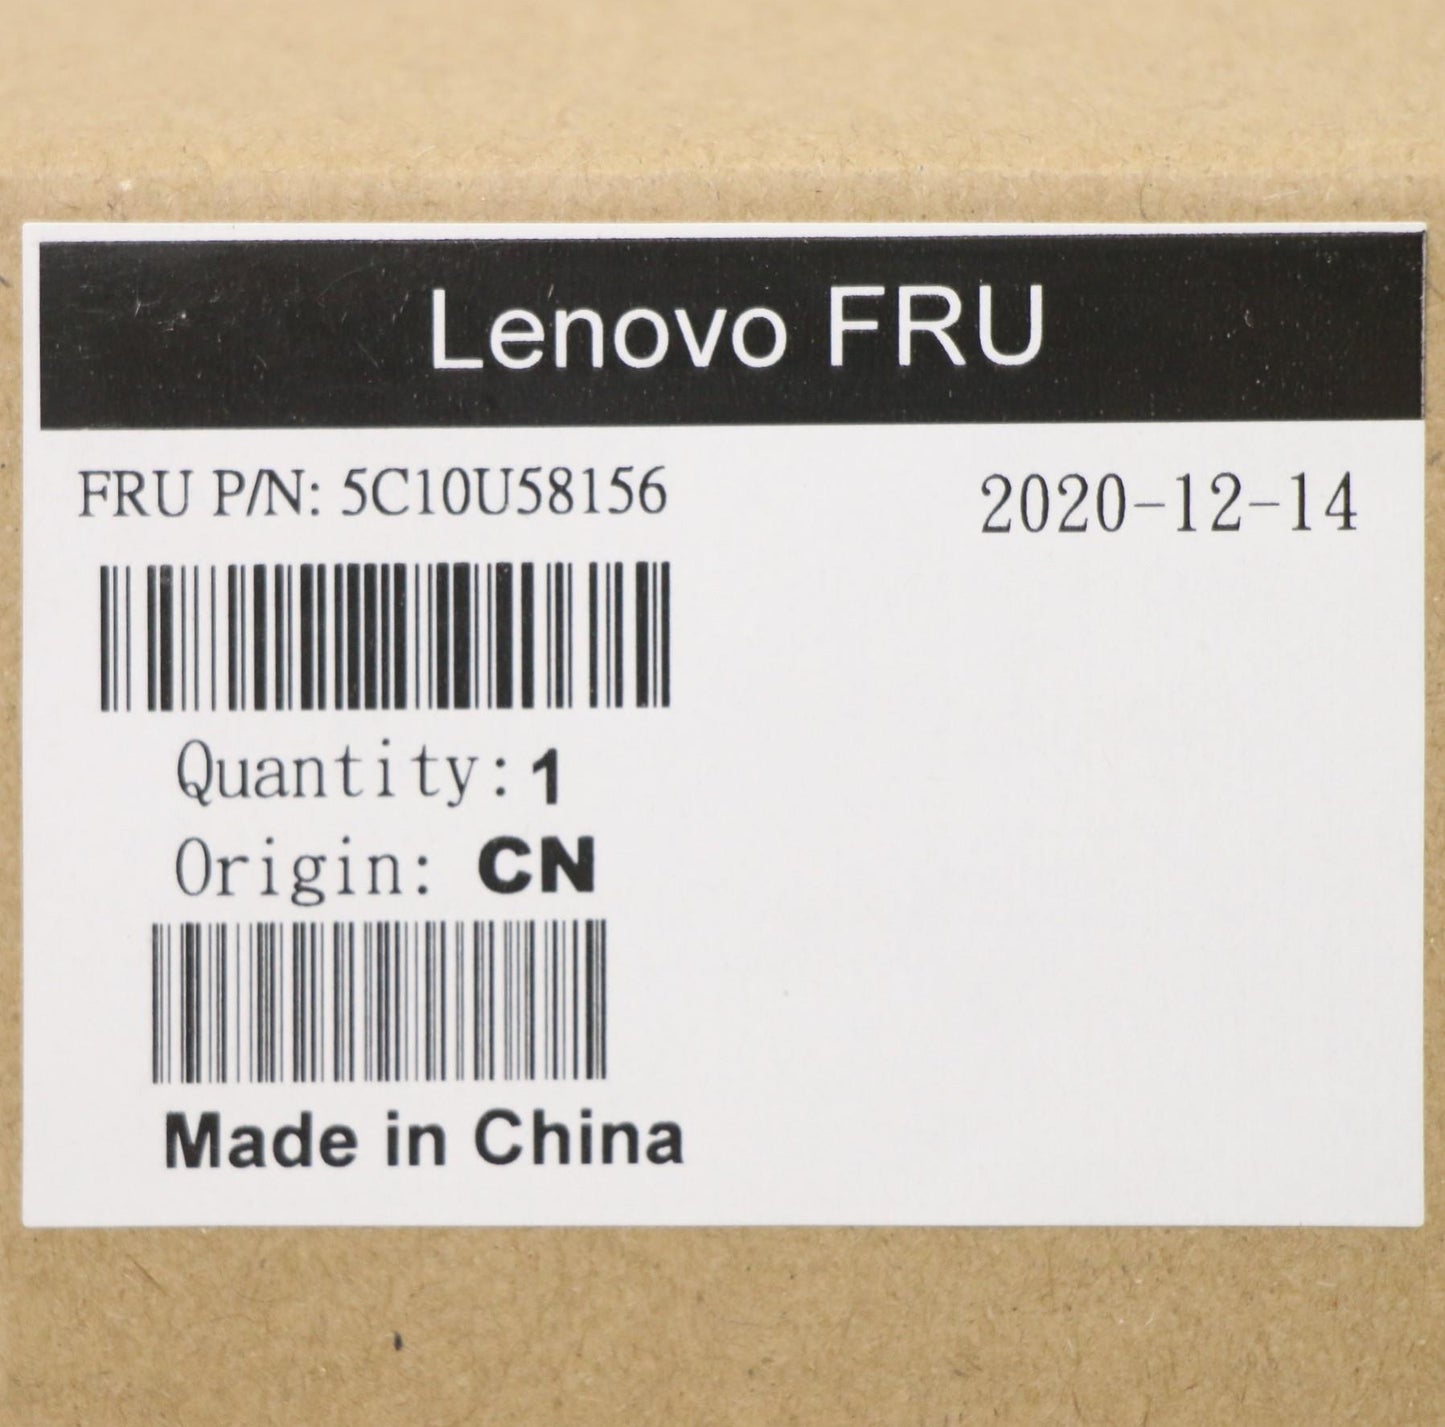 Lenovo FRU
FRU P/N: 5C10U58156
2020-12-14
Quantity: 1
Origin: CN
Made in China